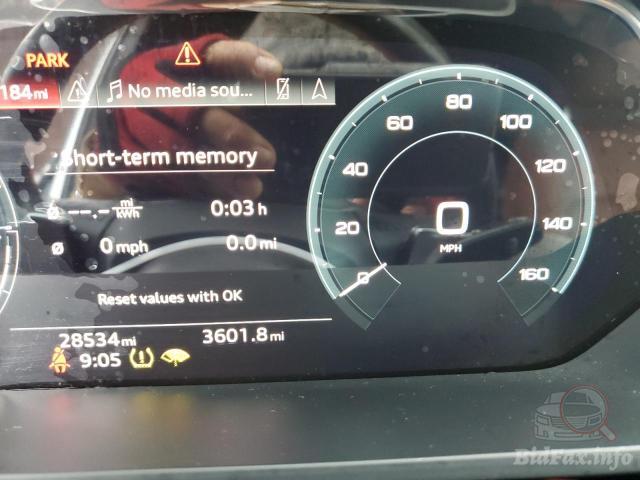 PARK
184mi No media sou...
Short-term memory
ø --.- mi/kWh 0:03 h
ø 0 mph 0.0 mi
Reset values with OK
28534mi 3601.8 mi
9:05
0 20 40 60 80 100 120 140 160
0
MPH
BidFax.info